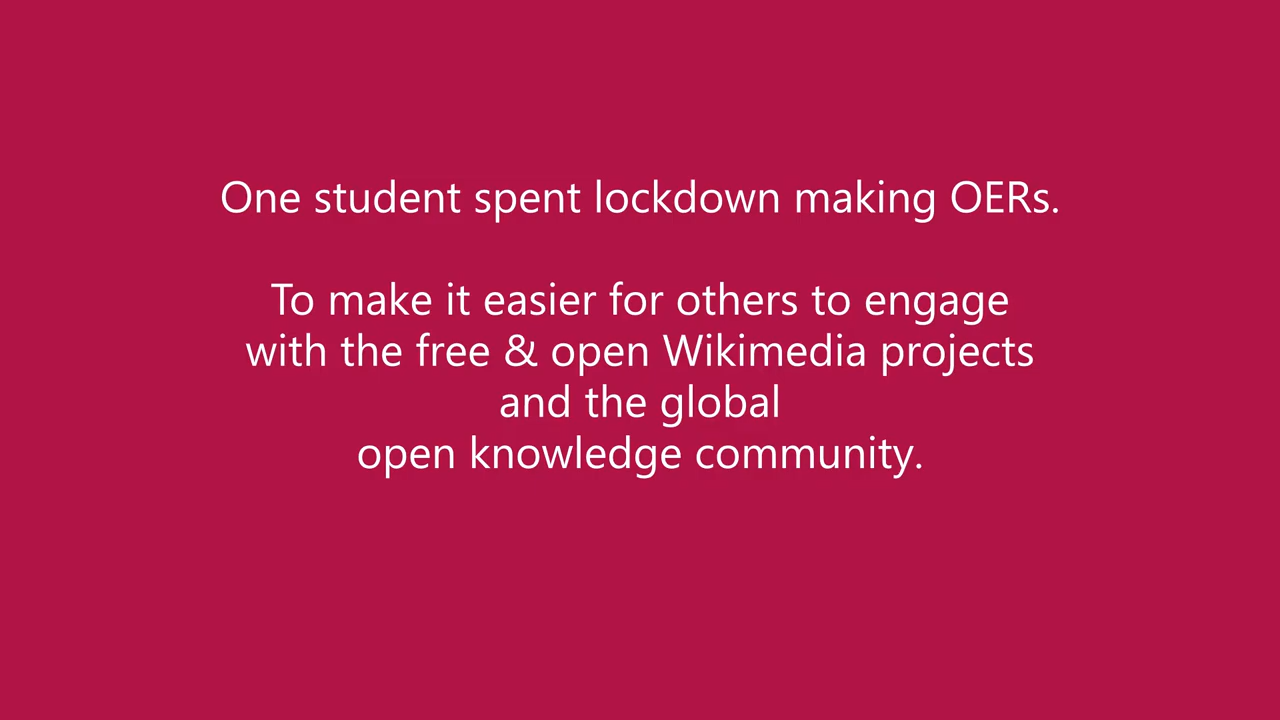 One student spent lockdown making OERs.
To make it easier for others to engage
with the free & open Wikimedia projects
and the global
open knowledge community.